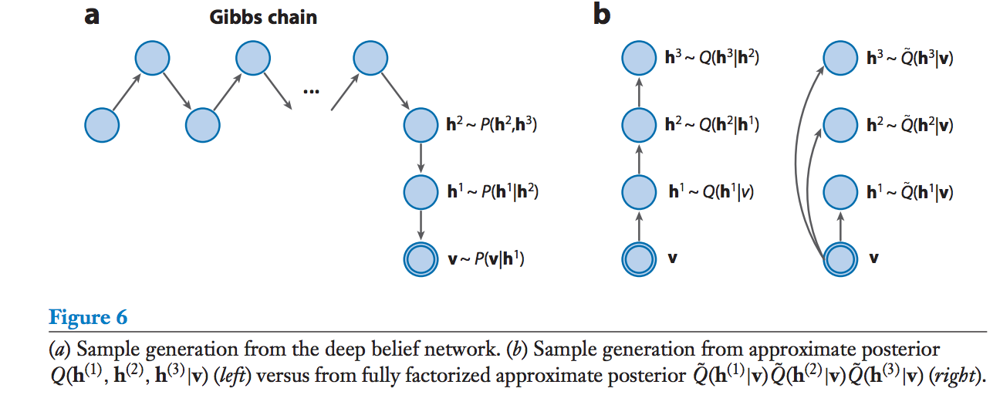 a
Gibbs chain
...
h² ~ P(h²,h³)
h¹ ~ P(h¹|h²)
v ~ P(v|h¹)
b
h³ ~ Q(h³|h²)
h² ~ Q(h²|h¹)
h¹ ~ Q(h¹|v)
v
h³ ~ Q̃(h³|v)
h² ~ Q̃(h²|v)
h¹ ~ Q̃(h¹|v)
v
Figure 6
(a) Sample generation from the deep belief network. (b) Sample generation from approximate posterior
Q(h⁽¹⁾, h⁽²⁾, h⁽³⁾|v) (left) versus from fully factorized approximate posterior Q̃(h⁽¹⁾|v)Q̃(h⁽²⁾|v)Q̃(h⁽³⁾|v) (right).